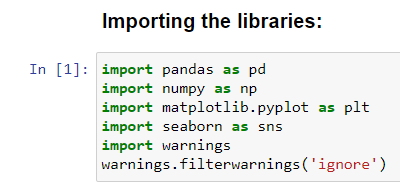 Importing the libraries:
In [1]: import pandas as pd
import numpy as np
import matplotlib.pyplot as plt
import seaborn as sns
import warnings
warnings.filterwarnings('ignore')